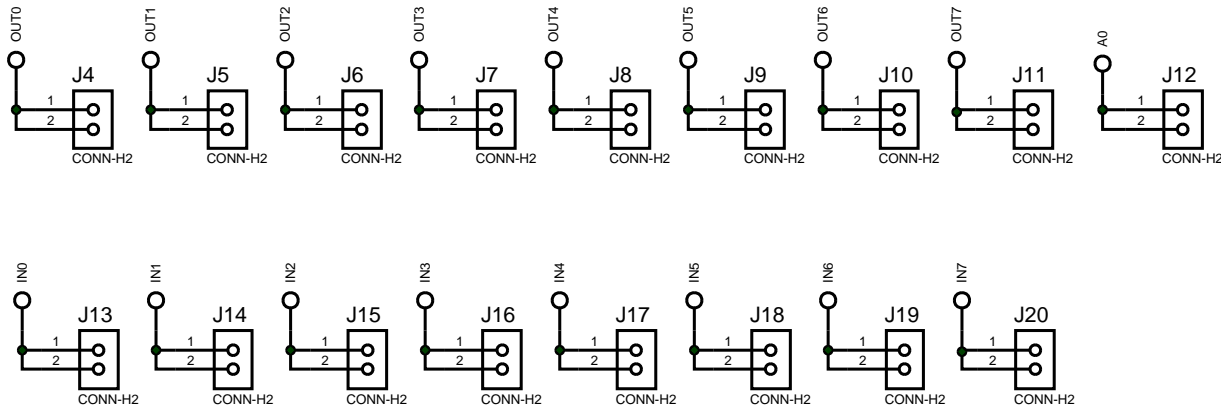 OUT0 OUT1 OUT2 OUT3 OUT4 OUT5 OUT6 OUT7 A0
J4 J5 J6 J7 J8 J9 J10 J11 J12
1 1 1 1 1 1 1 1 1
2 2 2 2 2 2 2 2 2
CONN-H2 CONN-H2 CONN-H2 CONN-H2 CONN-H2 CONN-H2 CONN-H2 CONN-H2 CONN-H2
IN0 IN1 IN2 IN3 IN4 IN5 IN6 IN7
J13 J14 J15 J16 J17 J18 J19 J20
1 1 1 1 1 1 1 1
2 2 2 2 2 2 2 2
CONN-H2 CONN-H2 CONN-H2 CONN-H2 CONN-H2 CONN-H2 CONN-H2 CONN-H2